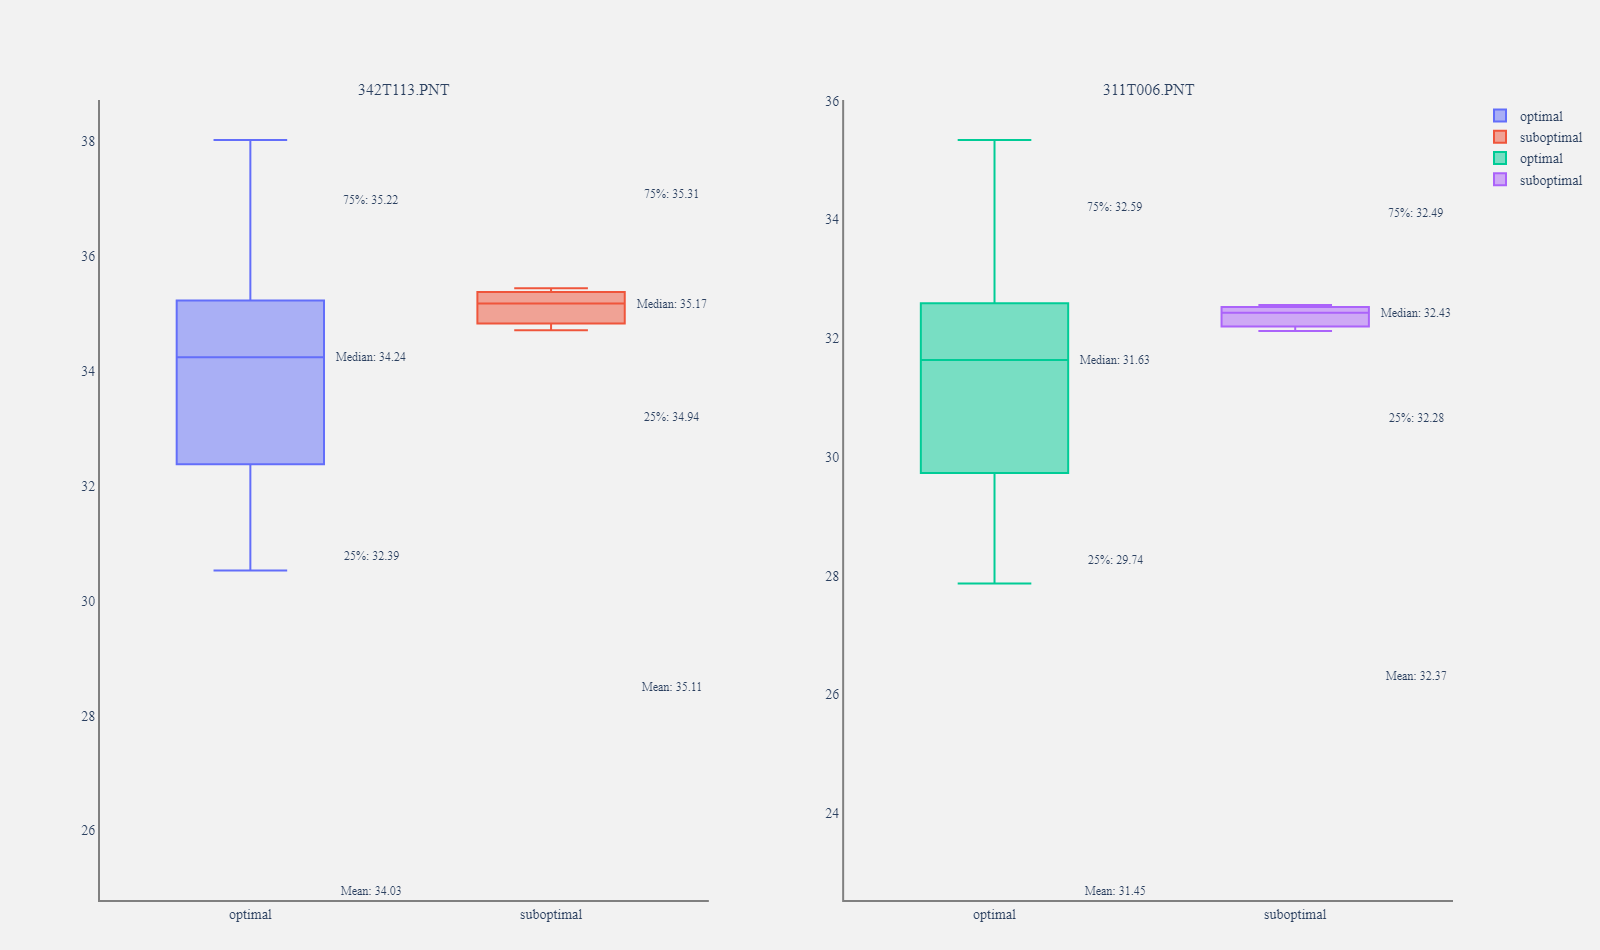 342T113.PNT
38
36
34
32
30
28
26
75%: 35.22
Median: 34.24
25%: 32.39
Mean: 34.03
75%: 35.31
Median: 35.17
25%: 34.94
Mean: 35.11
optimal
suboptimal
311T006.PNT
36
34
32
30
28
26
24
75%: 32.59
Median: 31.63
25%: 29.74
Mean: 31.45
75%: 32.49
Median: 32.43
25%: 32.28
Mean: 32.37
optimal
suboptimal
optimal
suboptimal
optimal
suboptimal